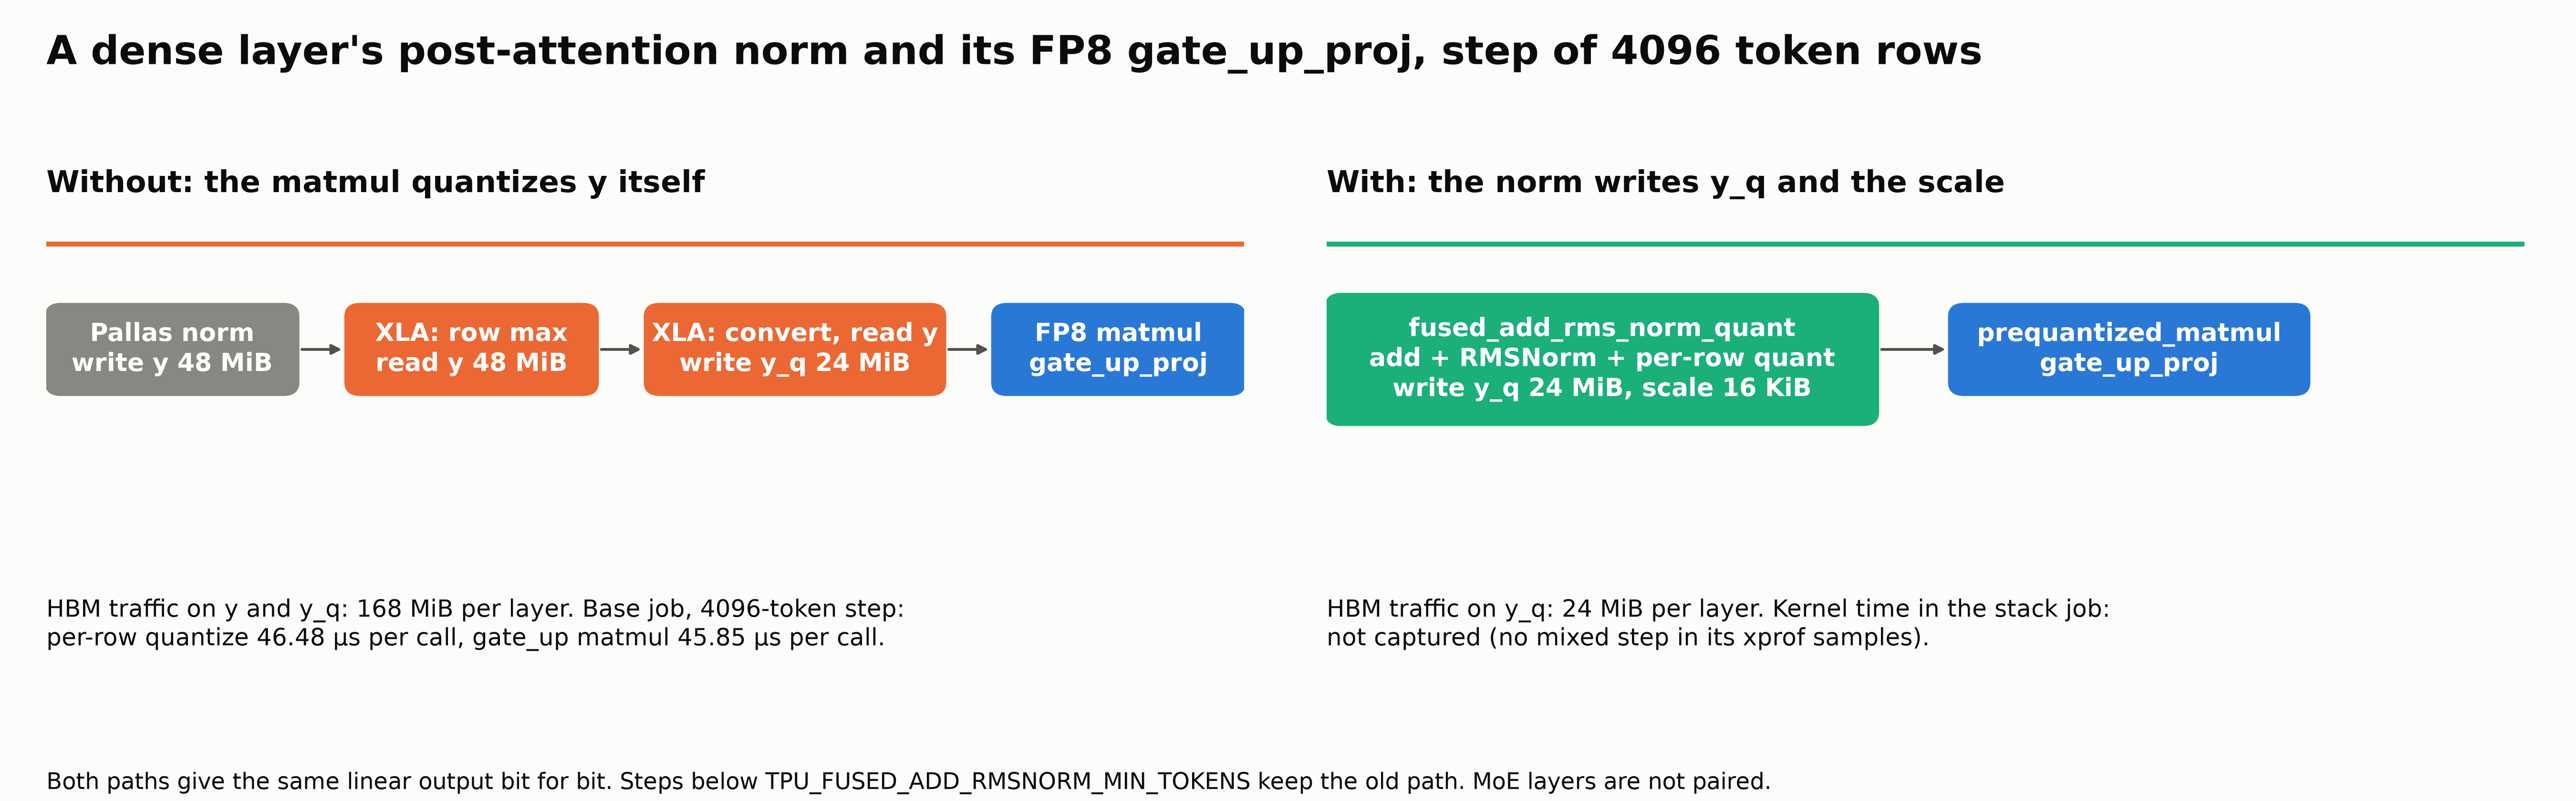 A dense layer's post-attention norm and its FP8 gate_up_proj, step of 4096 token rows
Without: the matmul quantizes y itself
Pallas norm
write y 48 MiB
XLA: row max
read y 48 MiB
XLA: convert, read y
write y_q 24 MiB
FP8 matmul
gate_up_proj
HBM traffic on y and y_q: 168 MiB per layer. Base job, 4096-token step:
per-row quantize 46.48 µs per call, gate_up matmul 45.85 µs per call.
With: the norm writes y_q and the scale
fused_add_rms_norm_quant
add + RMSNorm + per-row quant
write y_q 24 MiB, scale 16 KiB
prequantized_matmul
gate_up_proj
HBM traffic on y_q: 24 MiB per layer. Kernel time in the stack job:
not captured (no mixed step in its xprof samples).
Both paths give the same linear output bit for bit. Steps below TPU_FUSED_ADD_RMSNORM_MIN_TOKENS keep the old path. MoE layers are not paired.